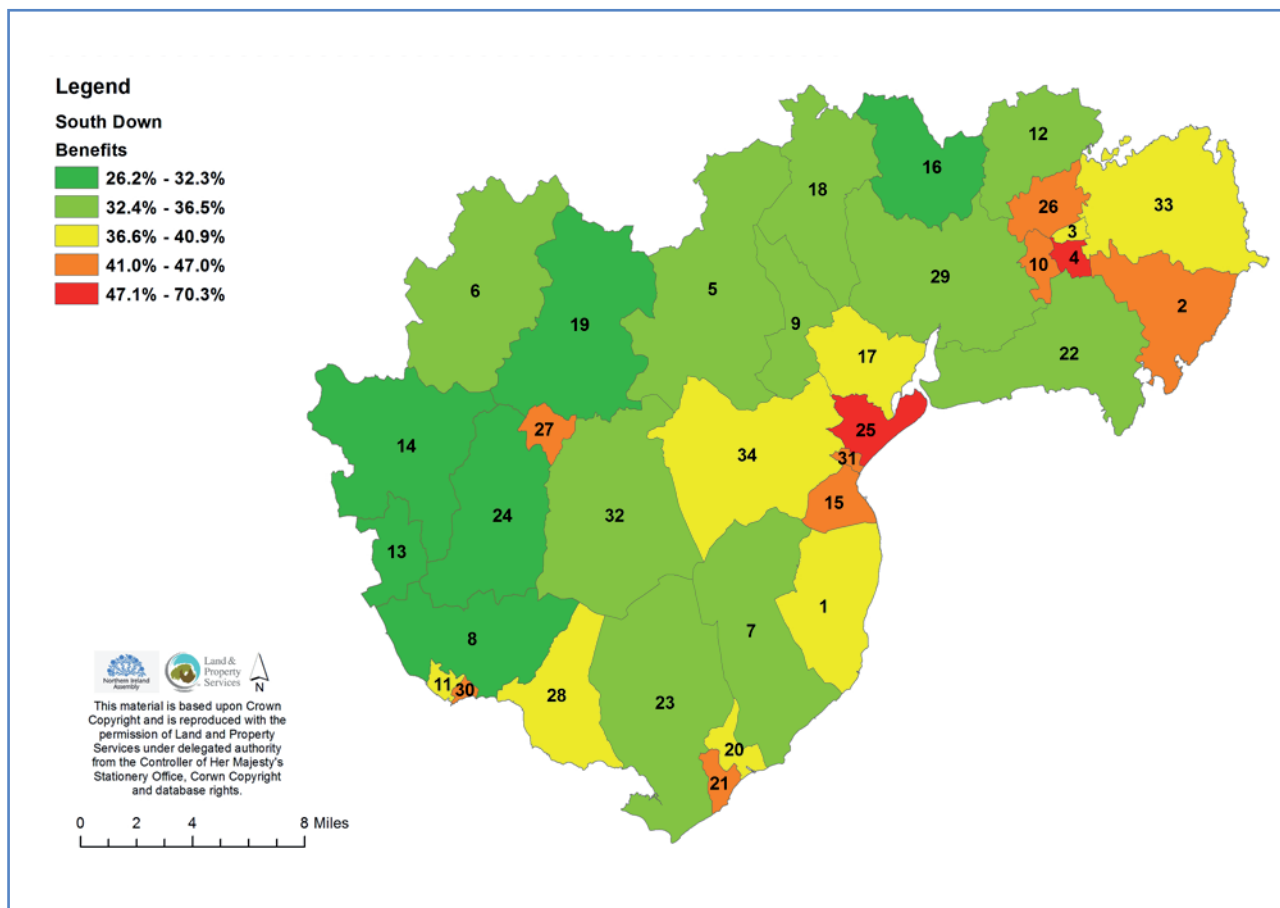 Legend
South Down
Benefits
26.2% - 32.3%
32.4% - 36.5%
36.6% - 40.9%
41.0% - 47.0%
47.1% - 70.3%
12
16
18
33
26
3
4
10
29
2
6
5
19
9
22
17
27
25
14
34
31
15
24
32
13
1
7
8
11
30
28
23
20
21
Northern Ireland
Assembly
Land &
Property
Services
N
This material is based upon Crown
Copyright and is reproduced with the
permission of Land and Property
Services under delegated authority
from the Controller of Her Majesty's
Stationery Office, Corwn Copyright
and database rights.
0 2 4 8 Miles